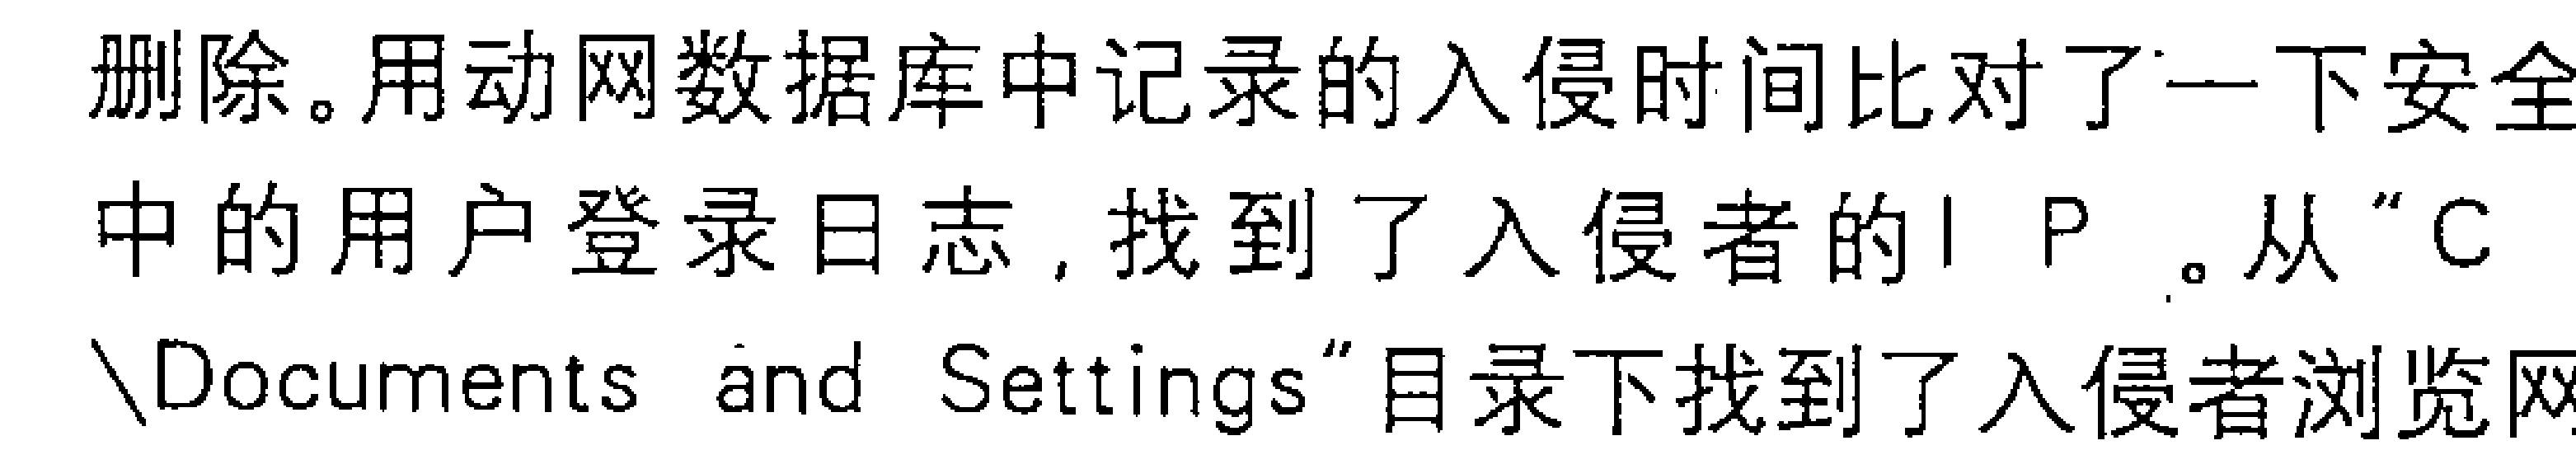 删除。用动网数据库中记录的入侵时间比对了一下安全
中的用户登录日志,找到了入侵者的IP。从“C
\Documents and Settings”目录下找到了入侵者浏览网